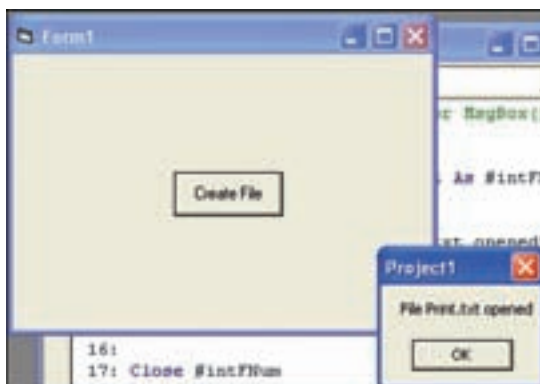 Form1
r MsgBox(
As #intF
Create File
xt opened
Project1
File Print.txt opened
OK
16:
17: Close #intFNum